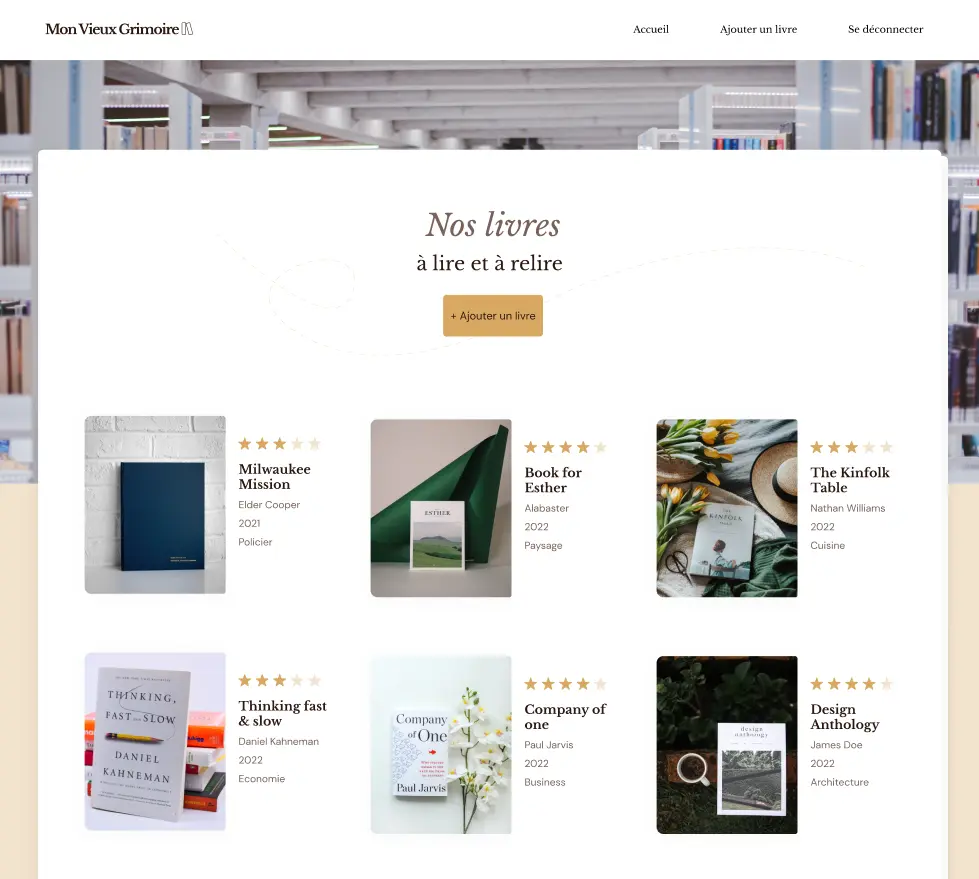 Mon Vieux Grimoire
Accueil
Ajouter un livre
Se déconnecter
Nos livres
à lire et à relire
+ Ajouter un livre
Milwaukee
Mission
Elder Cooper
2021
Policier
ESTHER
Book for
Esther
Alabaster
2022
Paysage
THE
KINFOLK
The Kinfolk
Table
Nathan Williams
2022
Cuisine
THINKING,
FAST AND SLOW
DANIEL
KAHNEMAN
Thinking fast
& slow
Daniel Kahneman
2022
Economie
Company
of One
Paul Jarvis
Company of
one
Paul Jarvis
2022
Business
design
anthology
Design
Anthology
James Doe
2022
Architecture